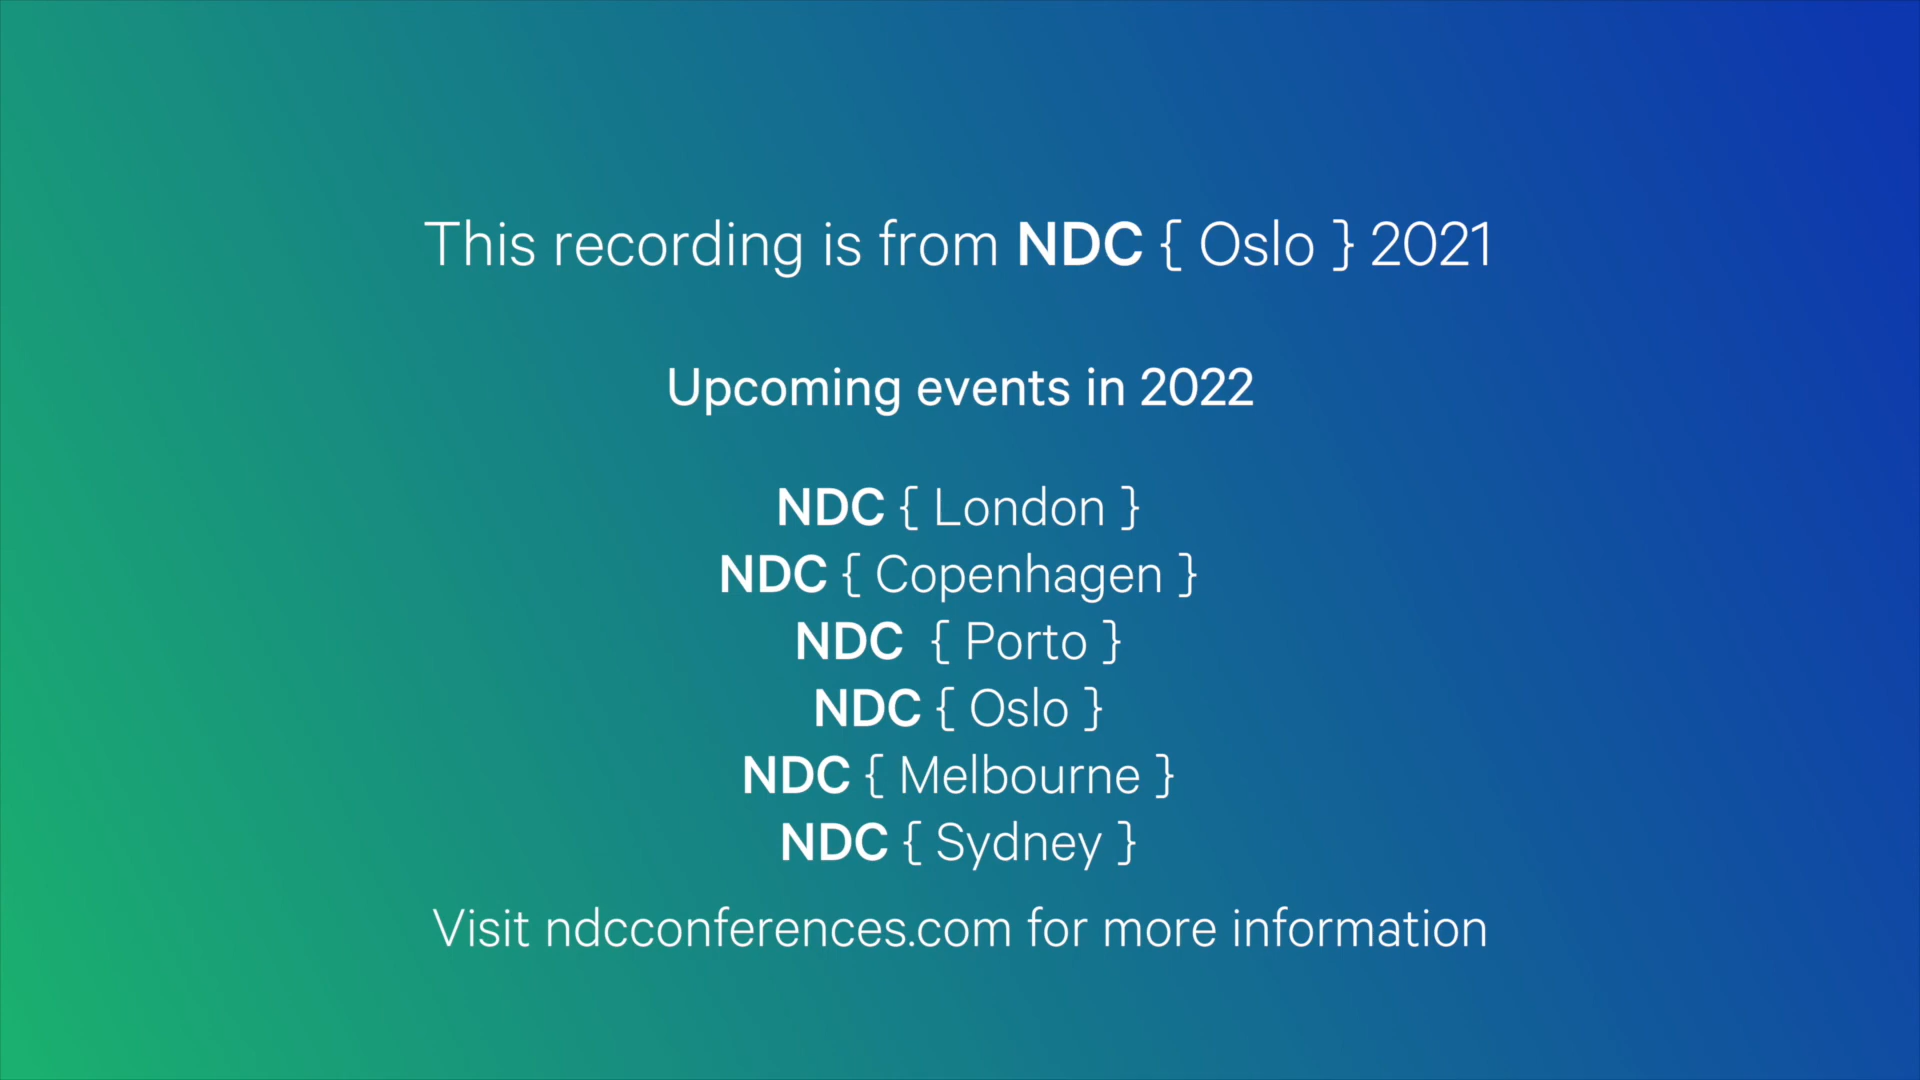 This recording is from NDC { Oslo } 2021
Upcoming events in 2022
NDC { London }
NDC { Copenhagen }
NDC { Porto }
NDC { Oslo }
NDC { Melbourne }
NDC { Sydney }
Visit ndcconferences.com for more information